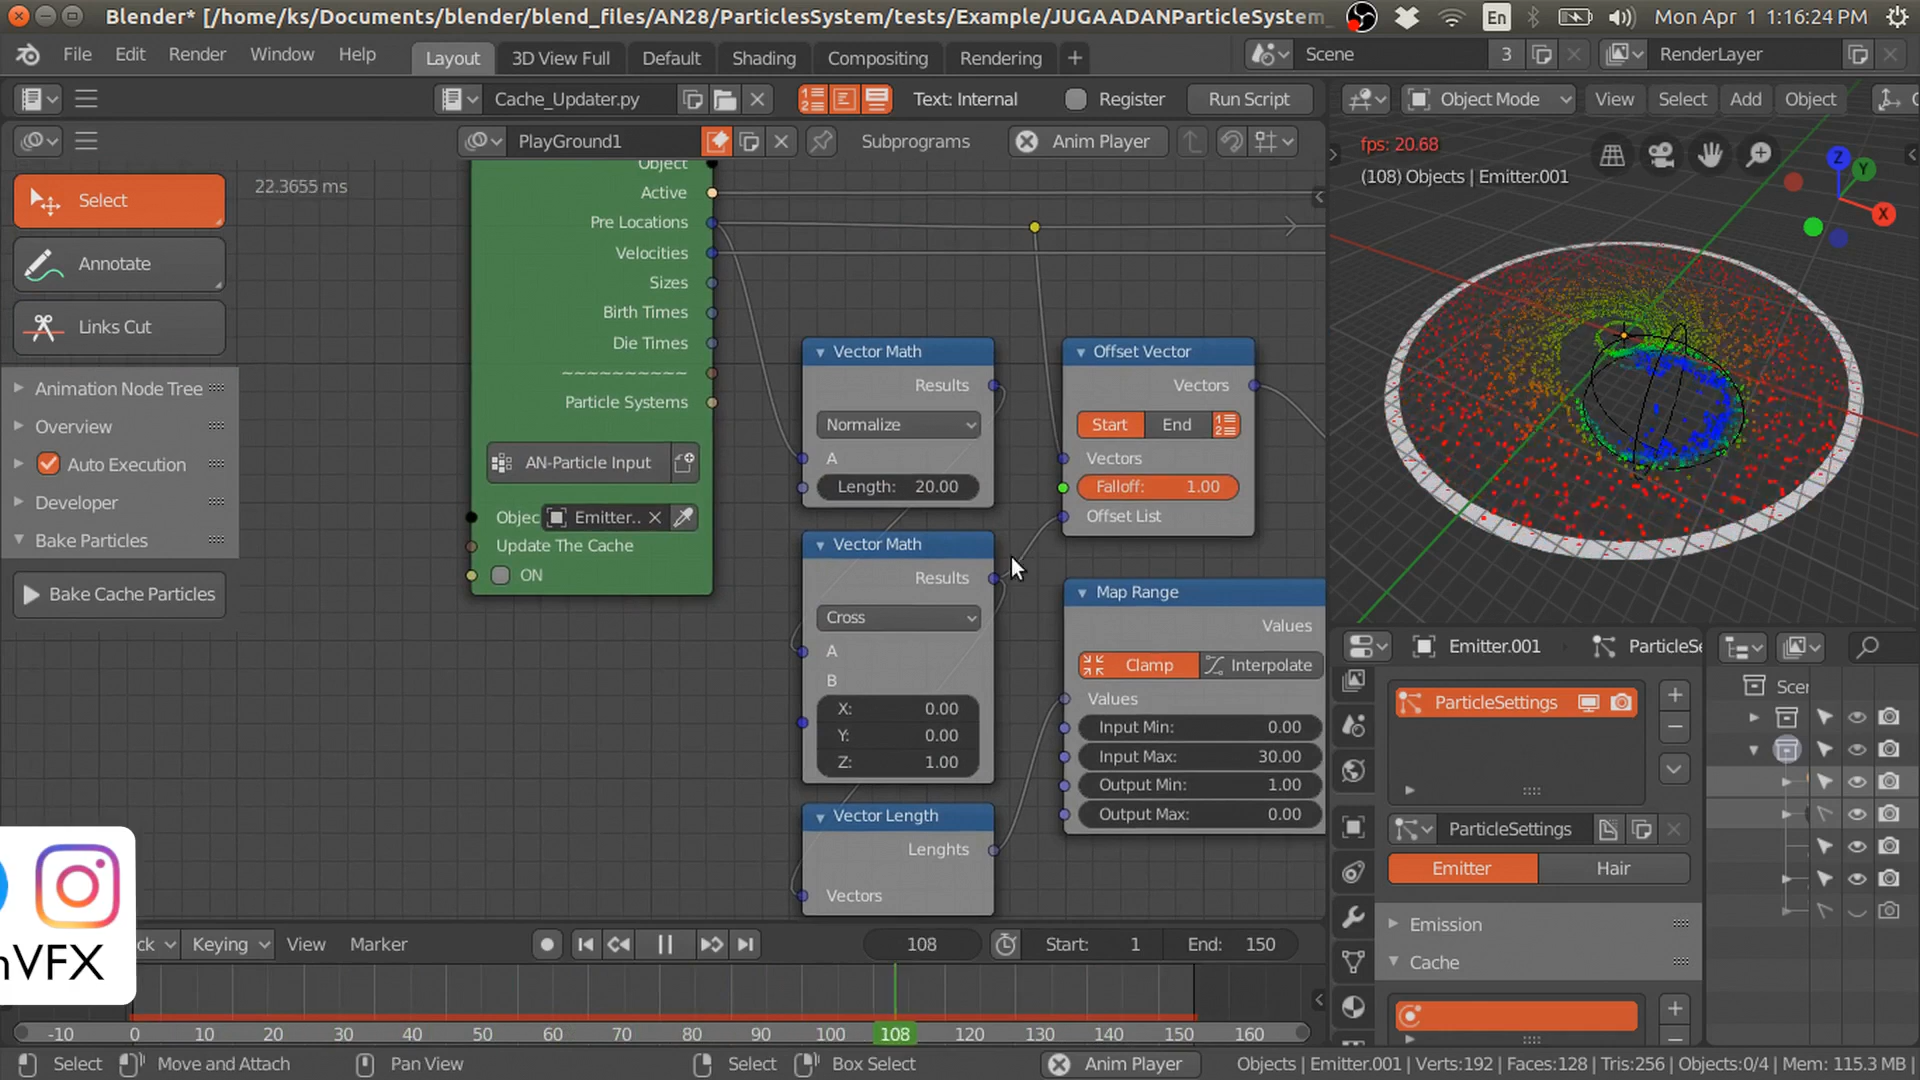 Blender* [/home/ks/Documents/blender/blend_files/AN28/ParticlesSystem/tests/Example/JUGAADANParticleSystem_
En
Mon Apr 1 1:16:24 PM
File Edit Render Window Help
Layout 3D View Full Default Shading Compositing Rendering +
Scene 3
RenderLayer
Cache_Updater.py
Text: Internal
Register
Run Script
Object Mode View Select Add Object
PlayGround1
Subprograms
Anim Player
Select
Annotate
Links Cut
Animation Node Tree
Overview
Auto Execution
Developer
Bake Particles
Bake Cache Particles
22.3655 ms
Object
Active
Pre Locations
Velocities
Sizes
Birth Times
Die Times
~~~~~~~~~~
Particle Systems
AN-Particle Input
Objec Emitter..
Update The Cache
ON
Vector Math
Results
Normalize
A
Length: 20.00
Vector Math
Results
Cross
A
B
X: 0.00
Y: 0.00
Z: 1.00
Vector Length
Lenghts
Vectors
Offset Vector
Vectors
Start End
Vectors
Falloff: 1.00
Offset List
Map Range
Values
Clamp Interpolate
Values
Input Min: 0.00
Input Max: 30.00
Output Min: 1.00
Output Max: 0.00
fps: 20.68
(108) Objects | Emitter.001
Z
Y
X
Emitter.001
ParticleSe
ParticleSettings
ParticleSettings
Emitter Hair
Emission
Cache
Scer
nVFX
ck Keying View Marker
108
Start: 1
End: 150
-10 0 10 20 30 40 50 60 70 80 90 100 108 120 130 140 150 160
Select Move and Attach Pan View Select Box Select
Anim Player
Objects | Emitter.001 | Verts:192 | Faces:128 | Tris:256 | Objects:0/4 | Mem: 115.3 MB |